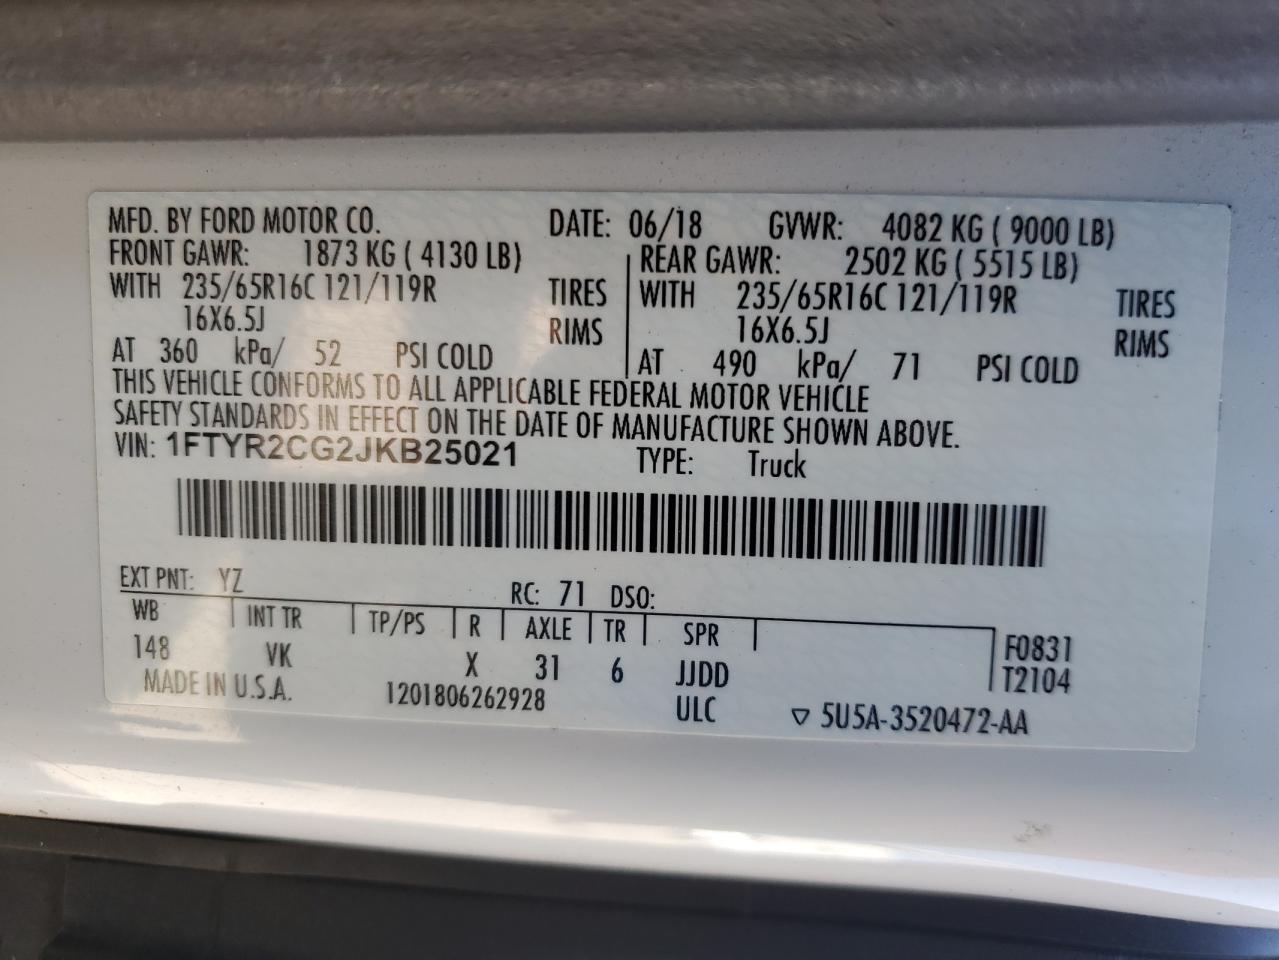 MFD. BY FORD MOTOR CO. DATE: 06/18 GVWR: 4082 KG ( 9000 LB)
FRONT GAWR: 1873 KG ( 4130 LB) REAR GAWR: 2502 KG ( 5515 LB)
WITH 235/65R16C 121/119R TIRES WITH 235/65R16C 121/119R TIRES
16X6.5J RIMS 16X6.5J RIMS
AT 360 kPa/ 52 PSI COLD AT 490 kPa/ 71 PSI COLD
THIS VEHICLE CONFORMS TO ALL APPLICABLE FEDERAL MOTOR VEHICLE
SAFETY STANDARDS IN EFFECT ON THE DATE OF MANUFACTURE SHOWN ABOVE.
VIN: 1FTYR2CG2JKB25021 TYPE: Truck
EXT PNT: YZ RC: 71 DSO:
WB INT TR TP/PS R AXLE TR SPR F0831
148 VK X 31 6 JJDD T2104
MADE IN U.S.A. 1201806262928 ULC ▽ 5U5A-3520472-AA